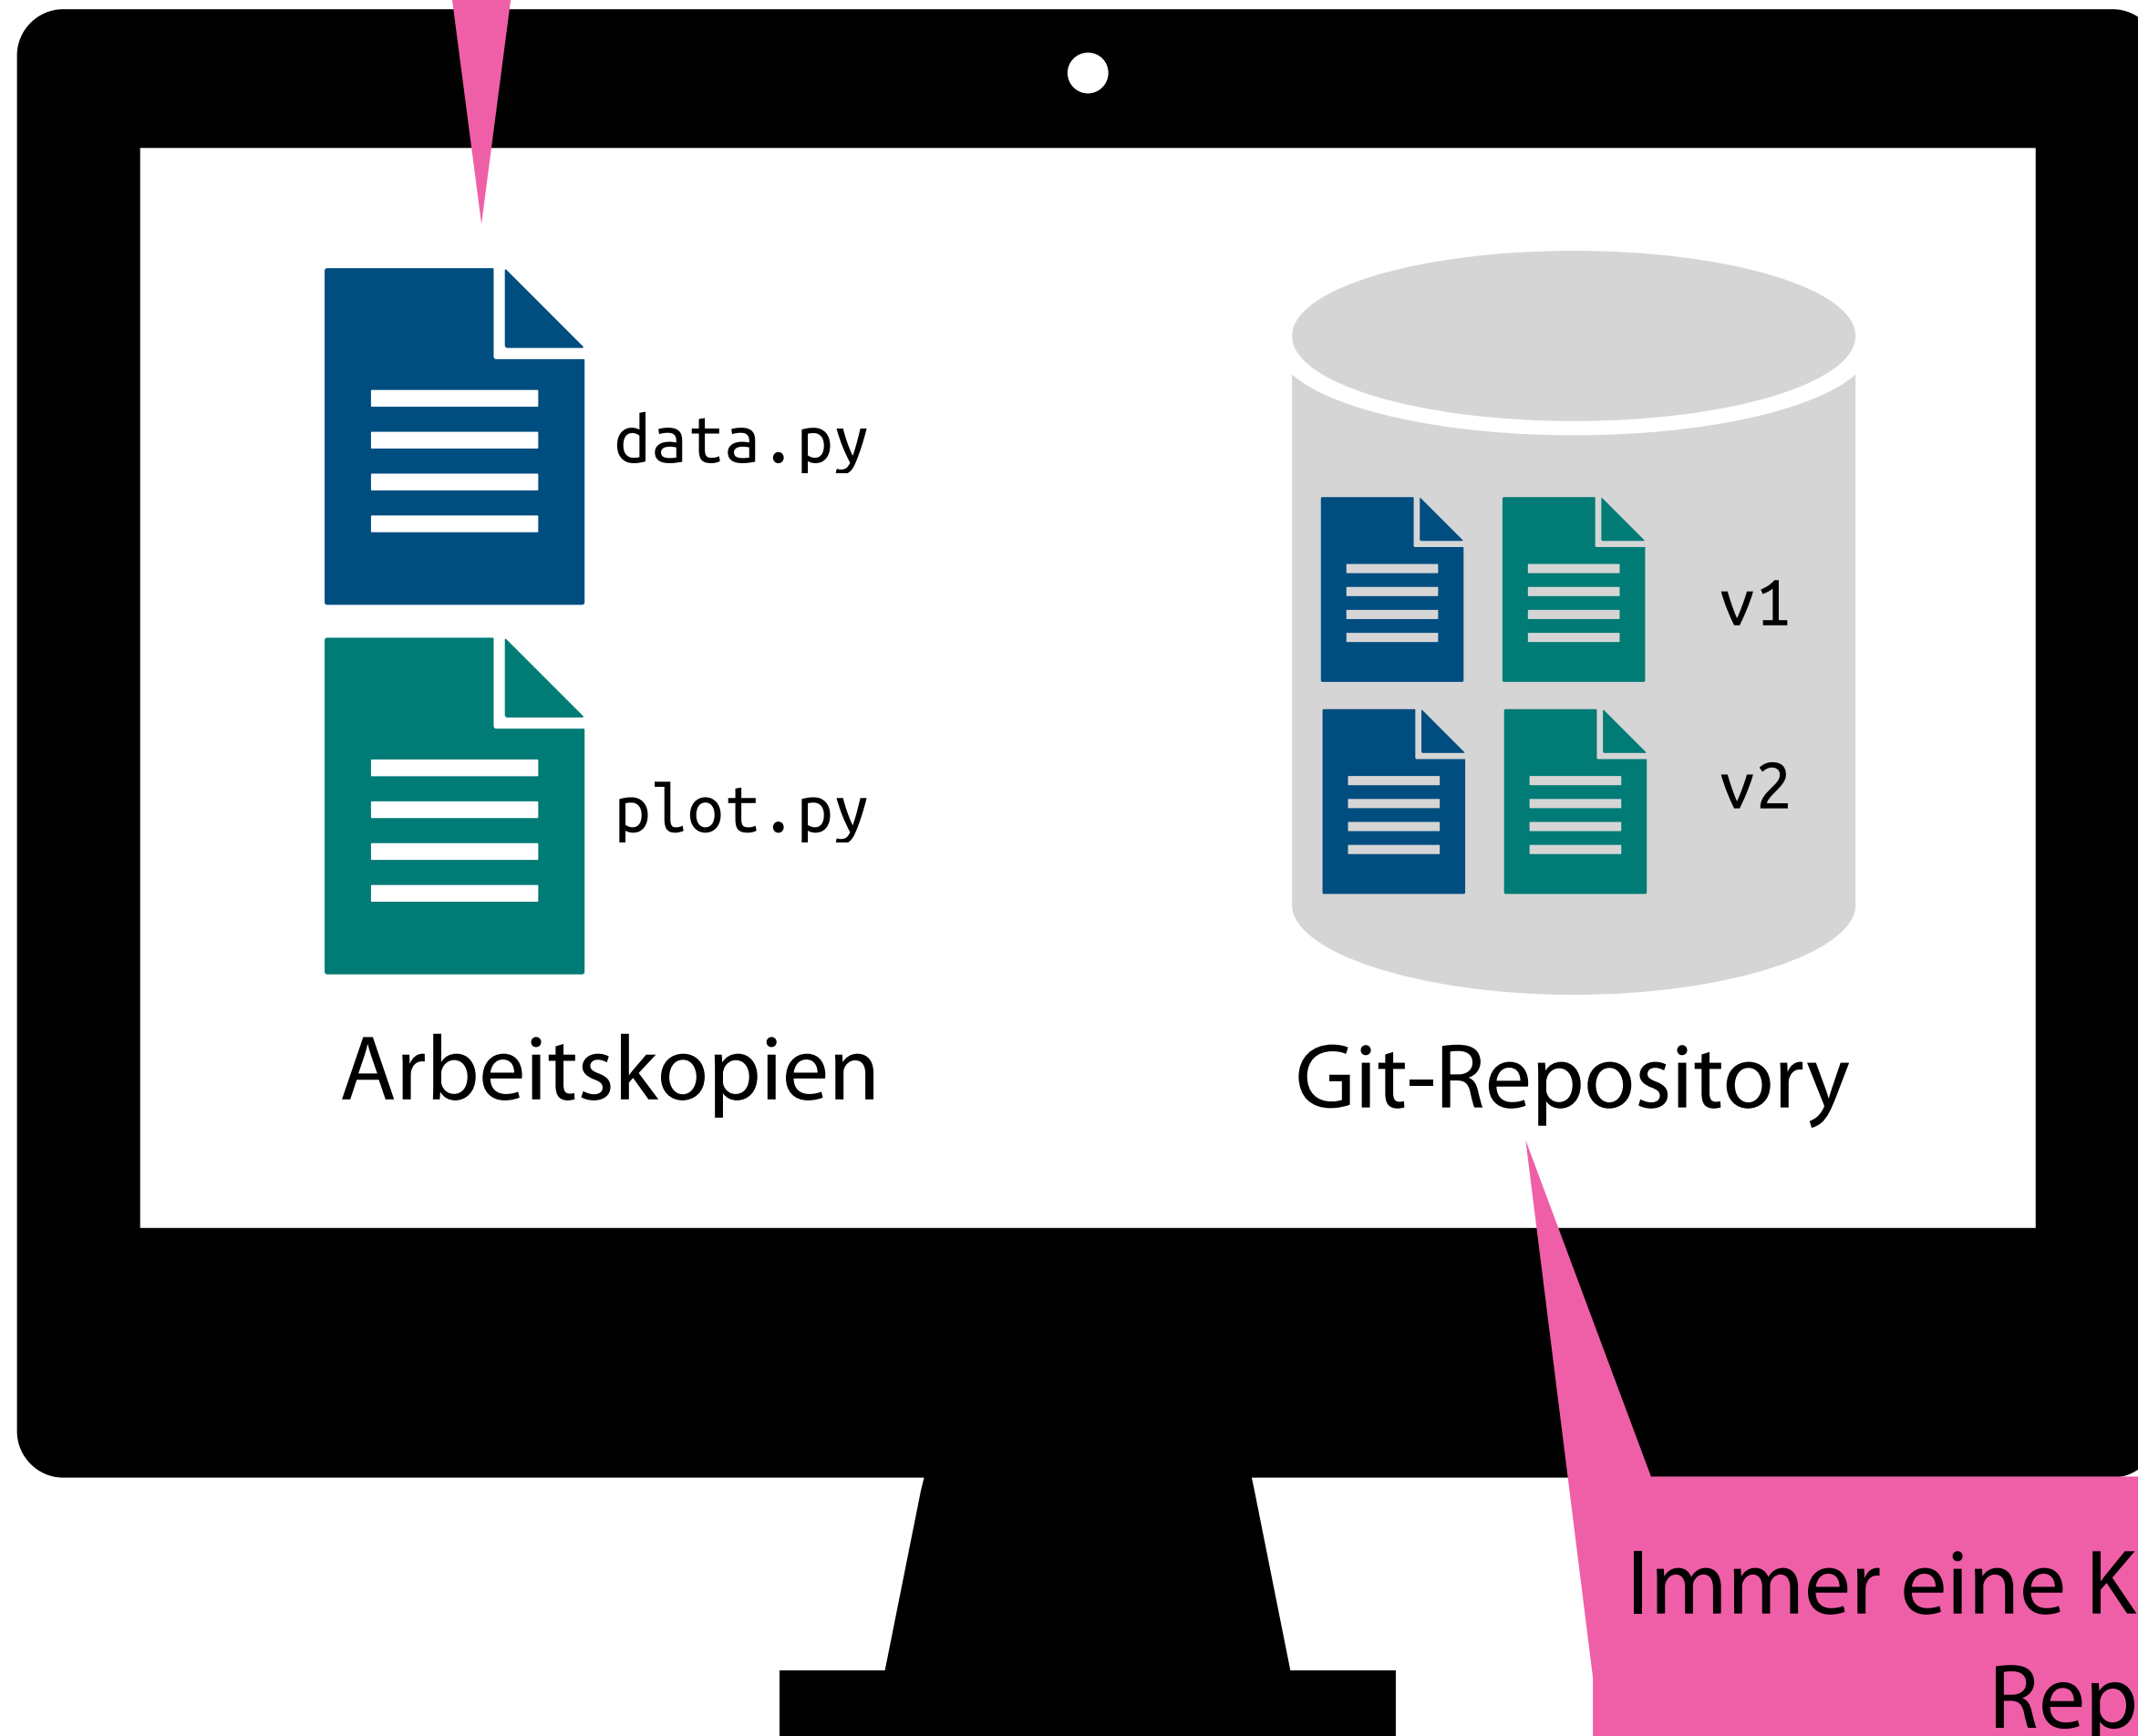 data.py
v1
v2
plot.py
Arbeitskopien
Git-Repository
Immer eine